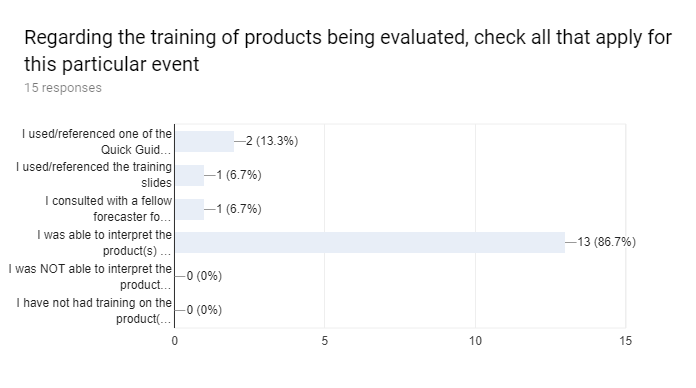 Regarding the training of products being evaluated, check all that apply for
this particular event
15 responses
I used/referenced one of the
Quick Guid...
2 (13.3%)
I used/referenced the training
slides
1 (6.7%)
I consulted with a fellow
forecaster fo...
1 (6.7%)
I was able to interpret the
product(s) ...
13 (86.7%)
I was NOT able to interpret the
product...
0 (0%)
I have not had training on the
product(...
0 (0%)
0
5
10
15